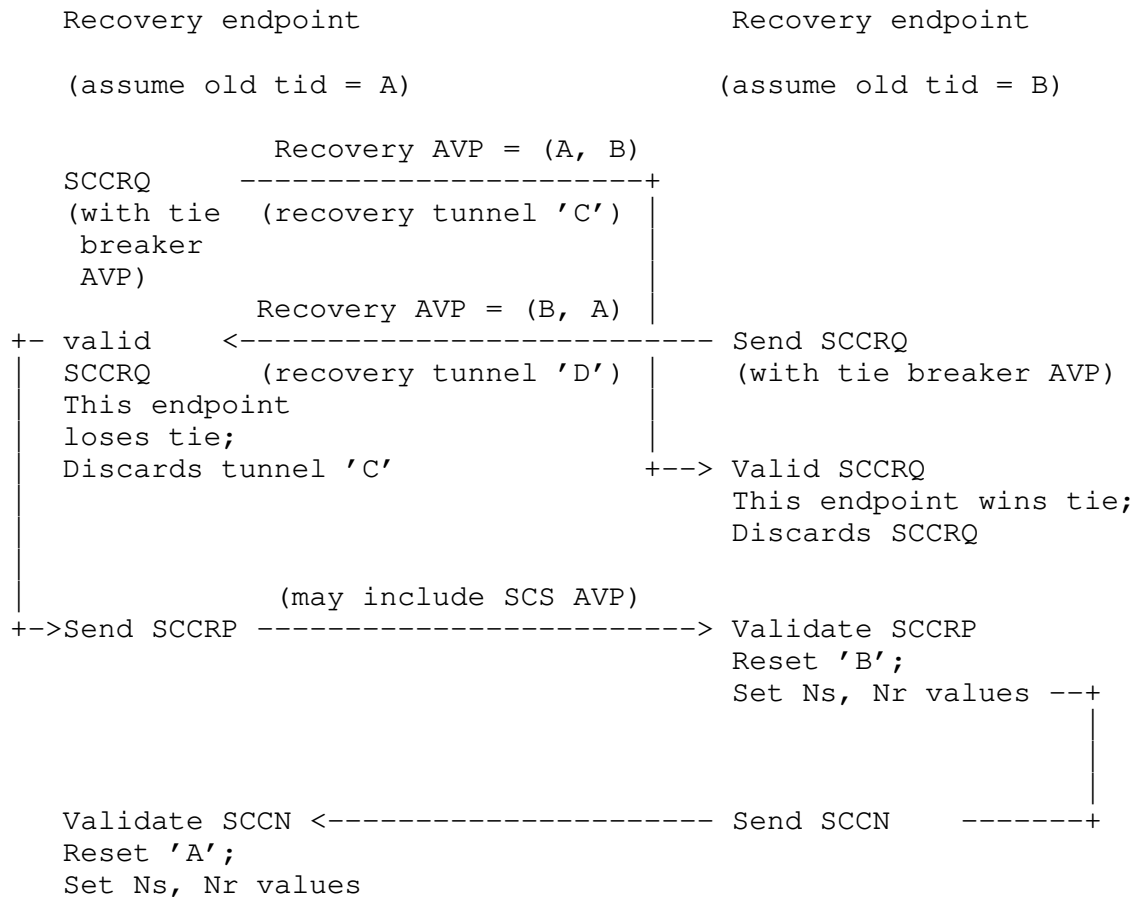 Recovery endpoint                     Recovery endpoint
(assume old tid = A)                  (assume old tid = B)
Recovery AVP = (A, B)
SCCRQ     -----------------------+
(with tie  (recovery tunnel 'C') |
breaker                         |
AVP)                            |
Recovery AVP = (B, A) |
+- valid    <--------------------------- Send SCCRQ
|  SCCRQ     (recovery tunnel 'D') |    (with tie breaker AVP)
|  This endpoint                   |
|  loses tie;                      |
|  Discards tunnel 'C'             +--> Valid SCCRQ
|                                       This endpoint wins tie;
|                                       Discards SCCRQ
|
|              (may include SCS AVP)
+->Send SCCRP -------------------------> Validate SCCRP
Reset 'B';
Set Ns, Nr values --+
|
|
|
Validate SCCN <---------------------- Send SCCN    -------+
Reset 'A';
Set Ns, Nr values